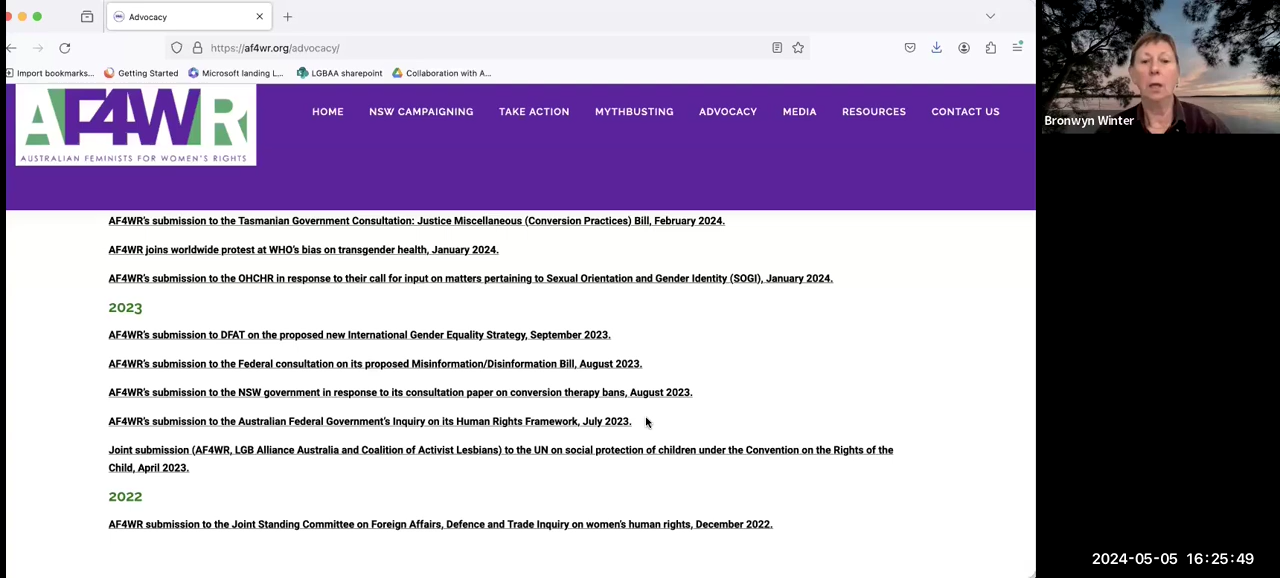 Advocacy
https://af4wr.org/advocacy/
Import bookmarks... Getting Started Microsoft landing L... LGBAA sharepoint Collaboration with A...
AF4WR
AUSTRALIAN FEMINISTS FOR WOMEN'S RIGHTS
HOME NSW CAMPAIGNING TAKE ACTION MYTHBUSTING ADVOCACY MEDIA RESOURCES CONTACT US
AF4WR's submission to the Tasmanian Government Consultation: Justice Miscellaneous (Conversion Practices) Bill, February 2024.
AF4WR joins worldwide protest at WHO's bias on transgender health, January 2024.
AF4WR's submission to the OHCHR in response to their call for input on matters pertaining to Sexual Orientation and Gender Identity (SOGI), January 2024.
2023
AF4WR's submission to DFAT on the proposed new International Gender Equality Strategy, September 2023.
AF4WR's submission to the Federal consultation on its proposed Misinformation/Disinformation Bill, August 2023.
AF4WR's submission to the NSW government in response to its consultation paper on conversion therapy bans, August 2023.
AF4WR's submission to the Australian Federal Government's Inquiry on its Human Rights Framework, July 2023.
Joint submission (AF4WR, LGB Alliance Australia and Coalition of Activist Lesbians) to the UN on social protection of children under the Convention on the Rights of the
Child, April 2023.
2022
AF4WR submission to the Joint Standing Committee on Foreign Affairs, Defence and Trade Inquiry on women's human rights, December 2022.
Bronwyn Winter
2024-05-05 16:25:49